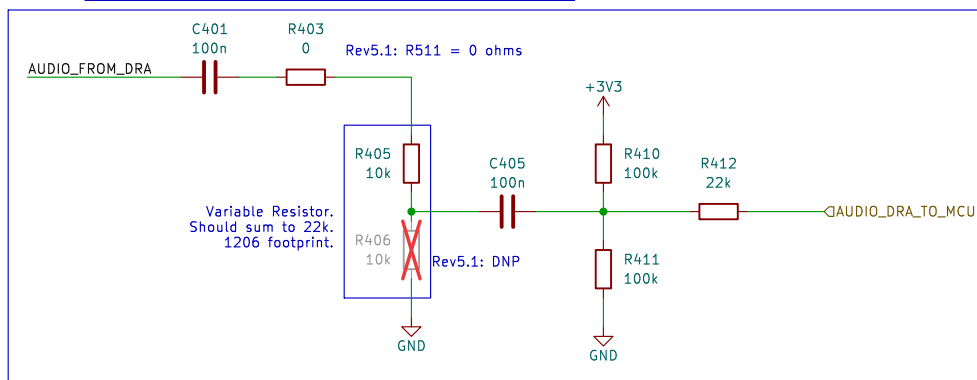 C401
100n
R403
0
Rev5.1: R511 = 0 ohms
AUDIO_FROM_DRA
+3V3
R405
10k
C405
100n
R410
100k
R412
22k
Variable Resistor.
Should sum to 22k.
1206 footprint.
AUDIO_DRA_TO_MCU
R406
10k
Rev5.1: DNP
R411
100k
GND
GND